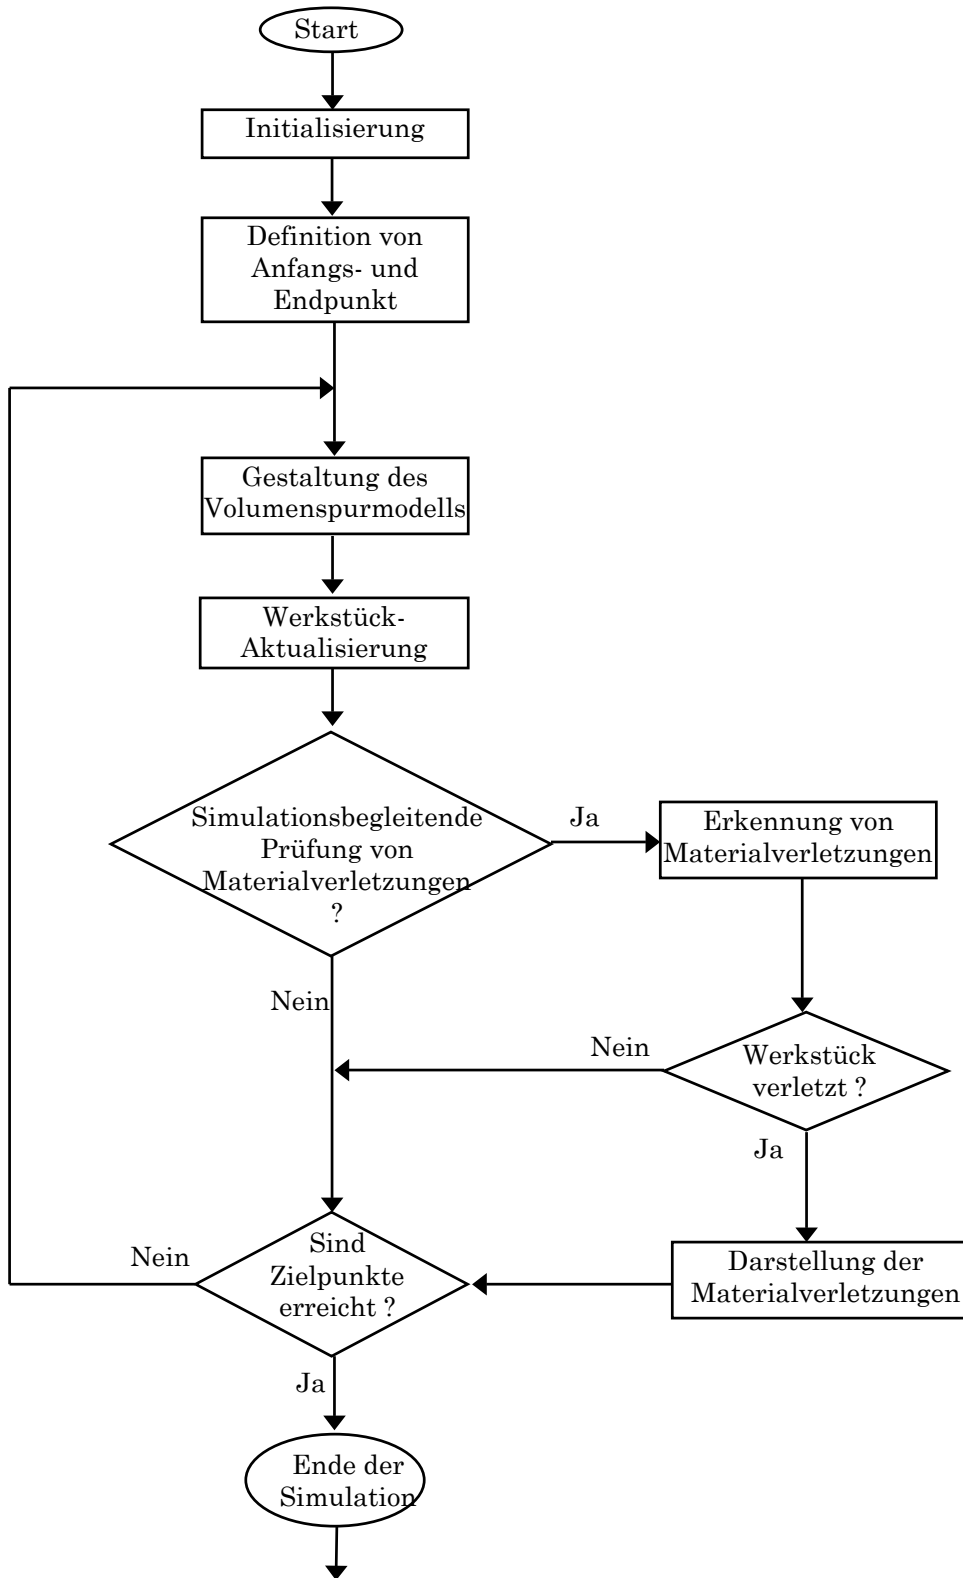 Start
Initialisierung
Definition von
Anfangs- und
Endpunkt
Gestaltung des
Volumenspurmodells
Werkstück-
Aktualisierung
Simulationsbegleitende
Prüfung von
Materialverletzungen
?
Ja
Erkennung von
Materialverletzungen
Nein
Nein
Werkstück
verletzt ?
Ja
Nein
Sind
Zielpunkte
erreicht ?
Darstellung der
Materialverletzungen
Ja
Ende der
Simulation